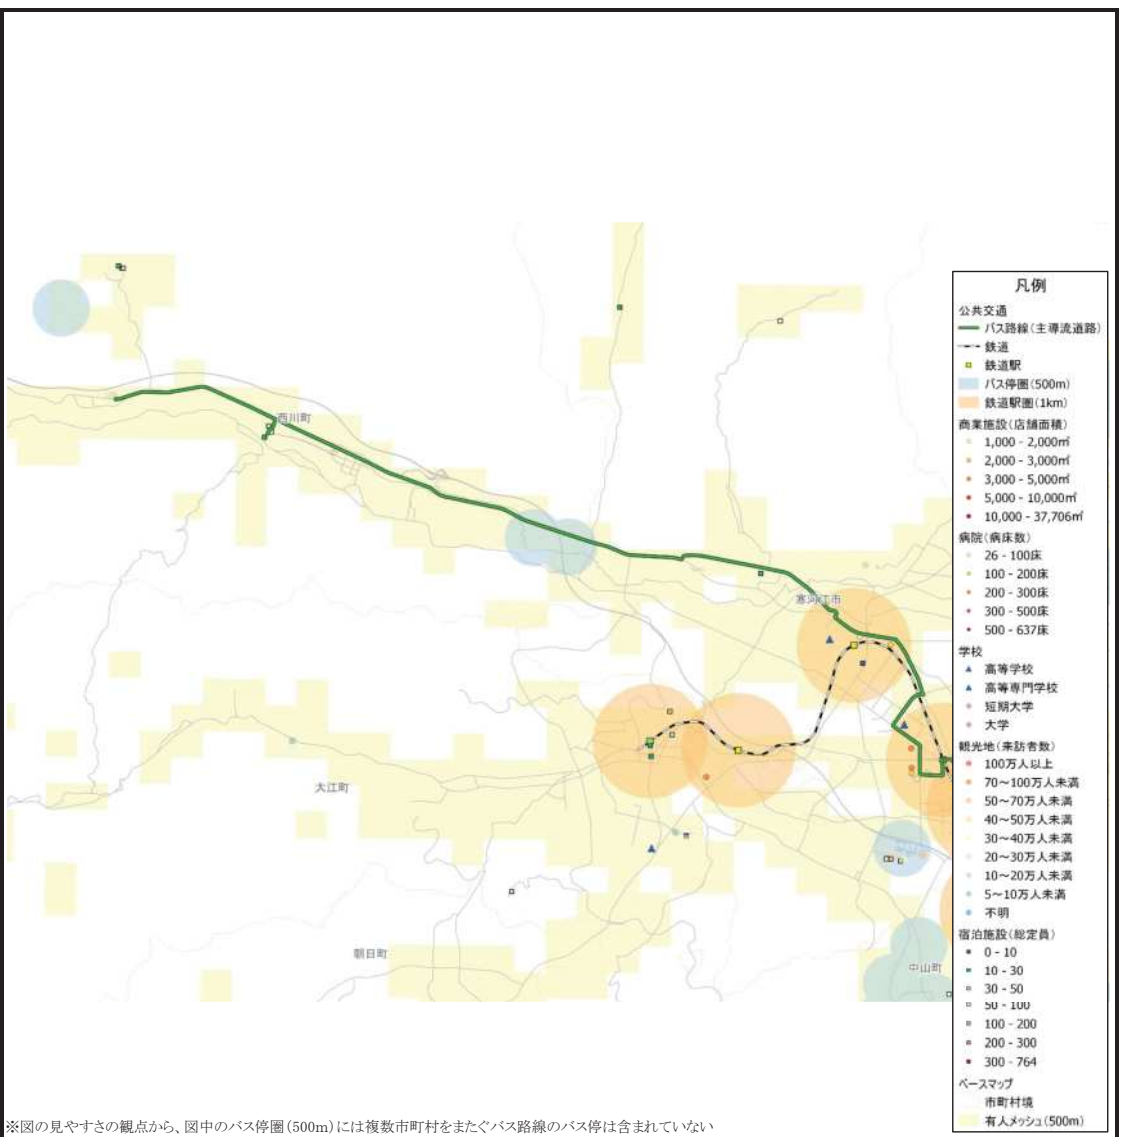 西川町
寒河江市
大江町
朝日町
中山町
凡例
公共交通
バス路線(主導流道路)
鉄道
鉄道駅
バス停圏(500m)
鉄道駅圏(1km)
商業施設(店舗面積)
1,000 - 2,000㎡
2,000 - 3,000㎡
3,000 - 5,000㎡
5,000 - 10,000㎡
10,000 - 37,706㎡
病院(病床数)
26 - 100床
100 - 200床
200 - 300床
300 - 500床
500 - 637床
学校
高等学校
高等専門学校
短期大学
大学
観光地(来訪者数)
100万人以上
70～100万人未満
50～70万人未満
40～50万人未満
30～40万人未満
20～30万人未満
10～20万人未満
5～10万人未満
不明
宿泊施設(総定員)
0 - 10
10 - 30
30 - 50
50 - 100
100 - 200
200 - 300
300 - 764
ベースマップ
市町村境
有人メッシュ(500m)
※図の見やすさの観点から、図中のバス停圏(500m)には複数市町村をまたぐバス路線のバス停は含まれていない